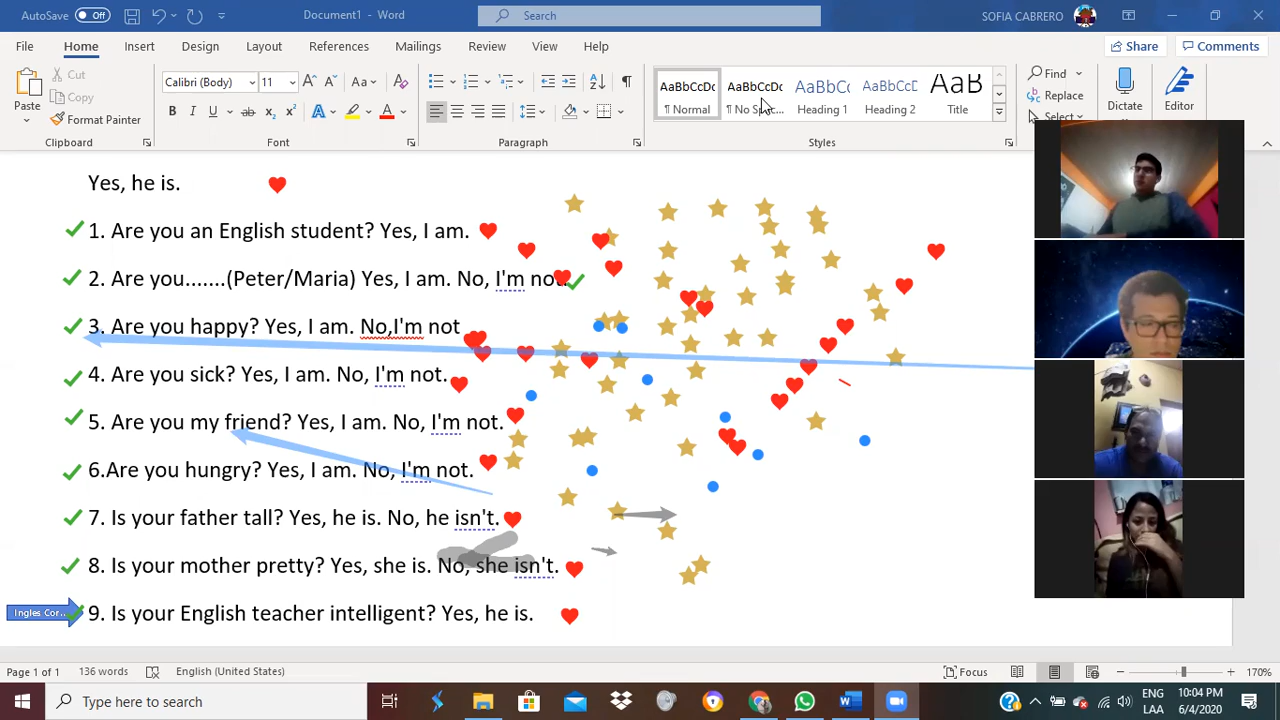 AutoSave Off Document1 - Word Search SOFIA CABRERO
File Home Insert Design Layout References Mailings Review View Help Share Comments
Paste Cut Copy Format Painter Clipboard
Calibri (Body) 11 Font
Paragraph
AaBbCcDc ¶ Normal AaBbCcDc ¶ No Spac... AaBbCc Heading 1 AaBbCcE Heading 2 AaB Title Styles
Find Replace Select
Dictate Editor
Yes, he is.
1. Are you an English student? Yes, I am.
2. Are you.......(Peter/Maria) Yes, I am. No, I'm not.
3. Are you happy? Yes, I am. No,I'm not
4. Are you sick? Yes, I am. No, I'm not.
5. Are you my friend? Yes, I am. No, I'm not.
6.Are you hungry? Yes, I am. No, I'm not.
7. Is your father tall? Yes, he is. No, he isn't.
8. Is your mother pretty? Yes, she is. No, she isn't.
Ingles Cor...
9. Is your English teacher intelligent? Yes, he is.
Page 1 of 1 136 words English (United States) Focus 170%
Type here to search ENG LAA 10:04 PM 6/4/2020